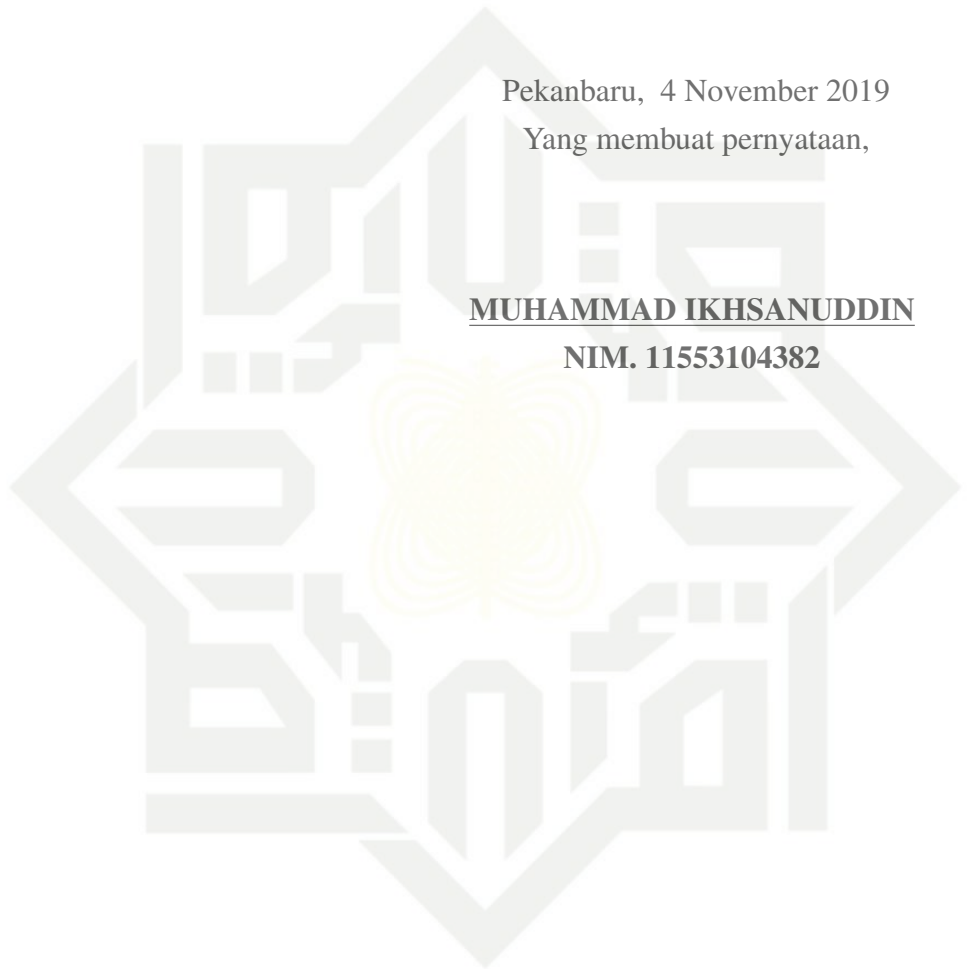 Pekanbaru, 4 November 2019
Yang membuat pernyataan,
MUHAMMAD IKHSANUDDIN
NIM. 11553104382